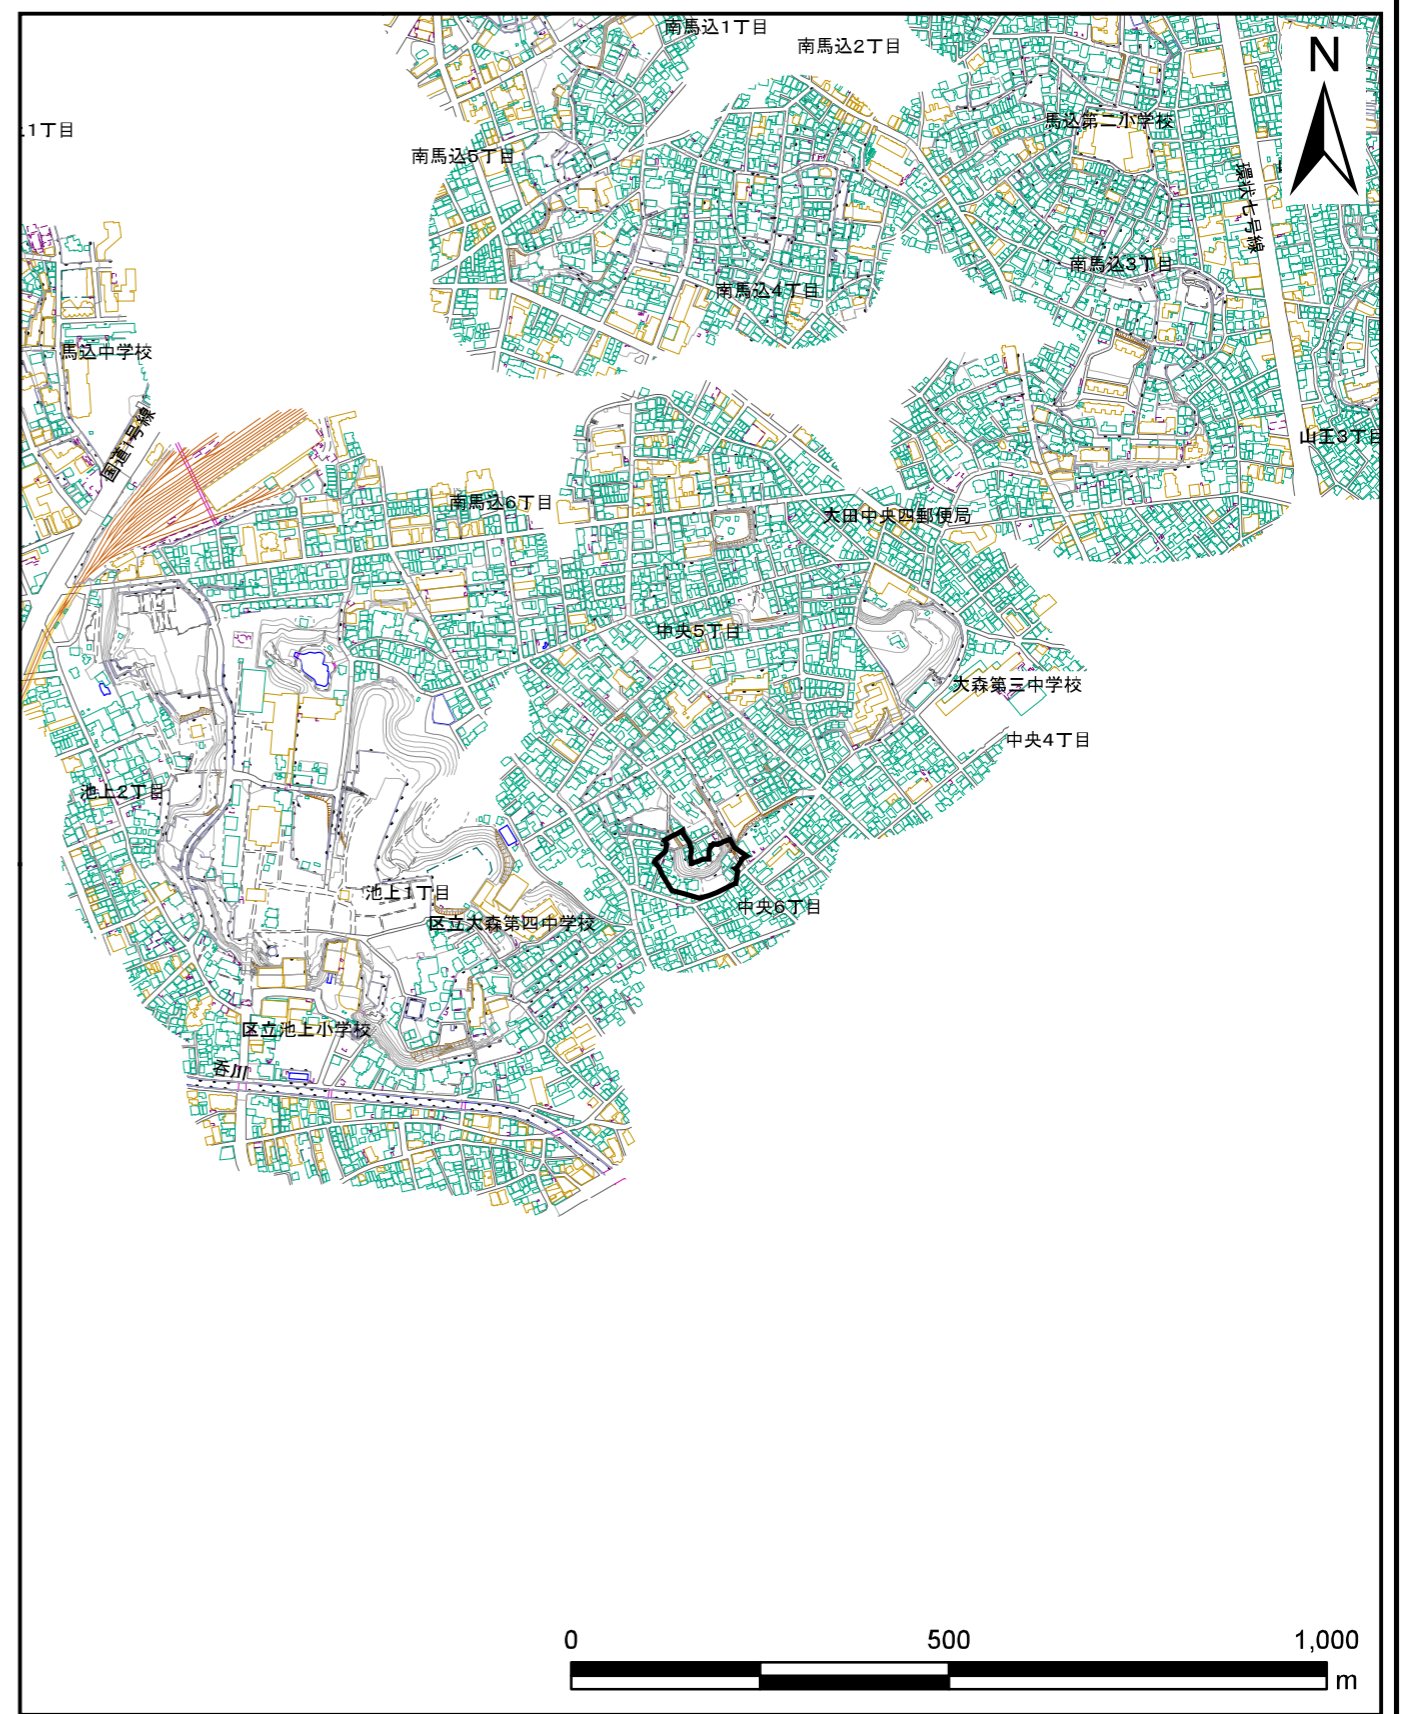 南馬込1丁目
南馬込2丁目
N
1丁目
馬込第二小学校
南馬込5丁目
環状七号線
南馬込3丁目
南馬込4丁目
馬込中学校
国道1号線
山王3丁目
南馬込6丁目
大田中央四郵便局
中央5丁目
大森第三中学校
中央4丁目
池上2丁目
池上1丁目
中央6丁目
区立大森第四中学校
区立池上小学校
呑川
0 500 1,000
m